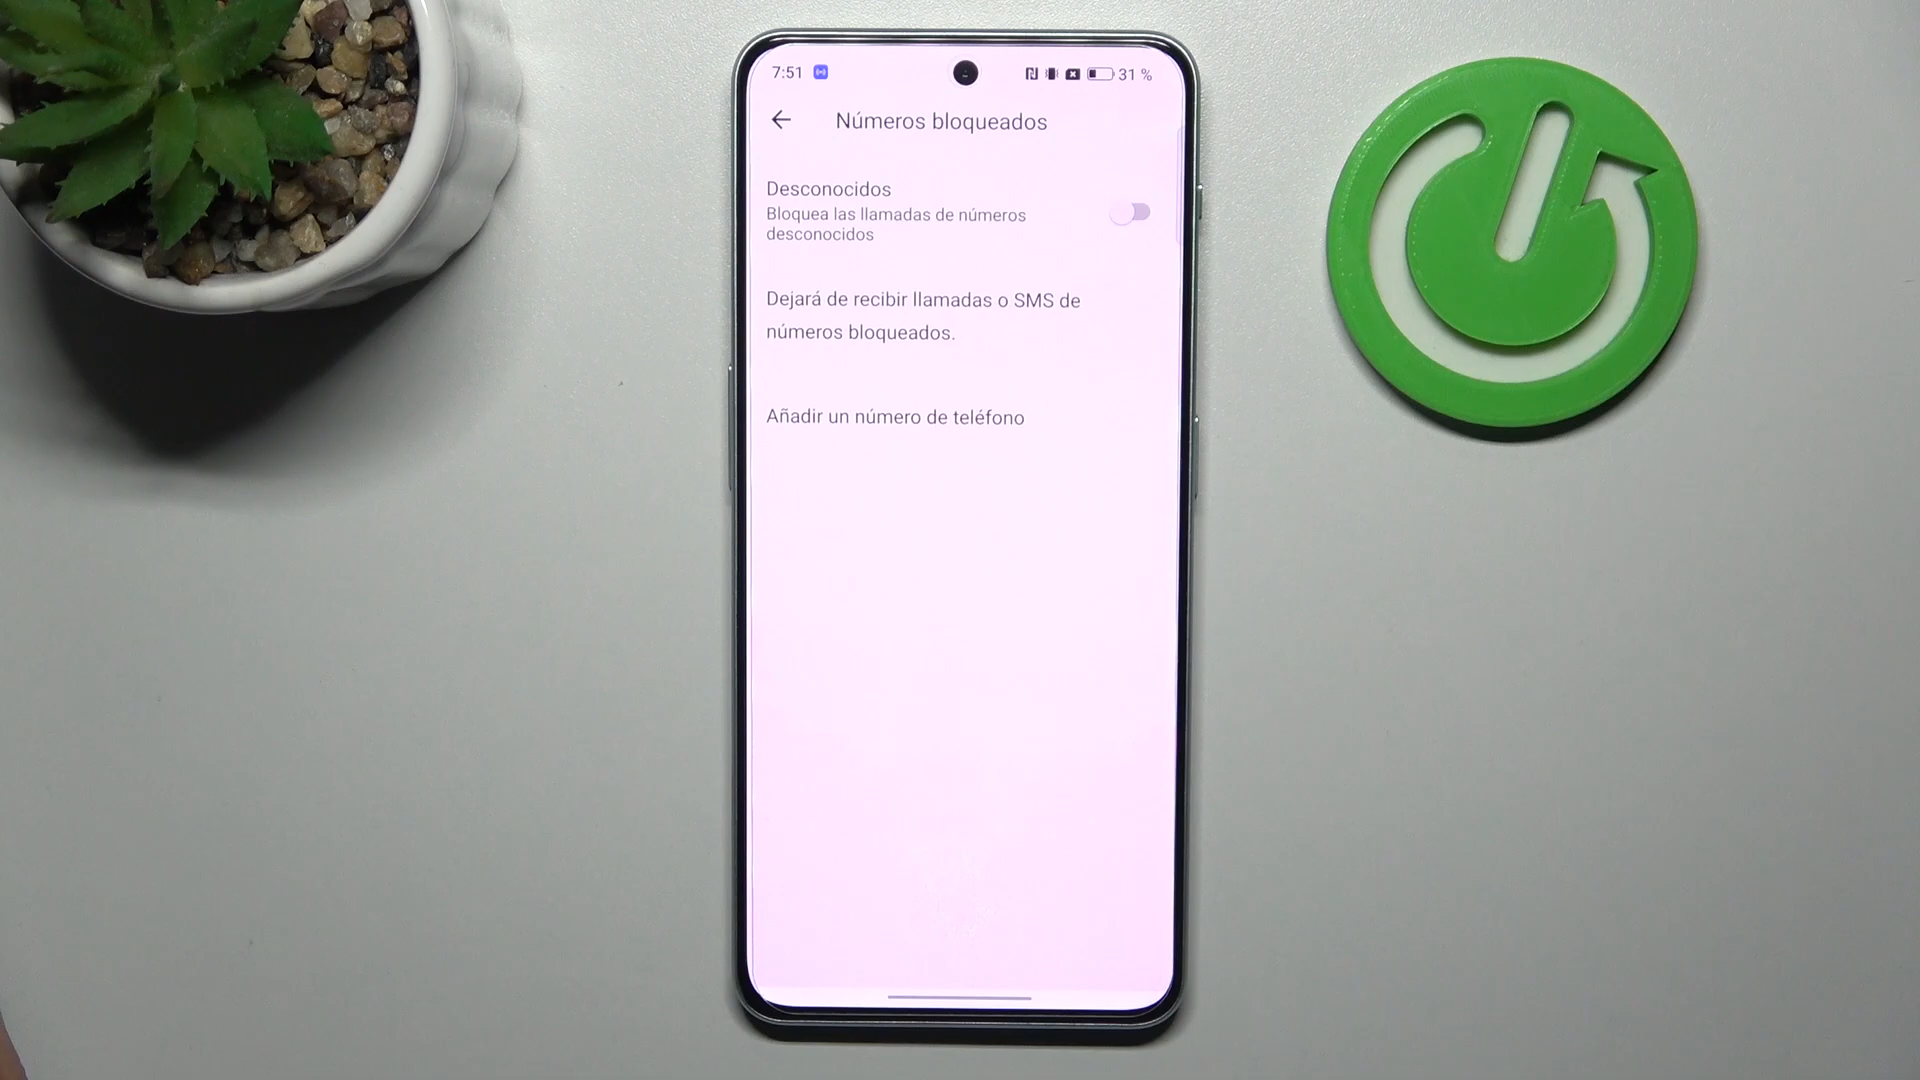 7:51
31 %
Números bloqueados
Desconocidos
Bloquea las llamadas de números
desconocidos
Dejará de recibir llamadas o SMS de
números bloqueados.
Añadir un número de teléfono